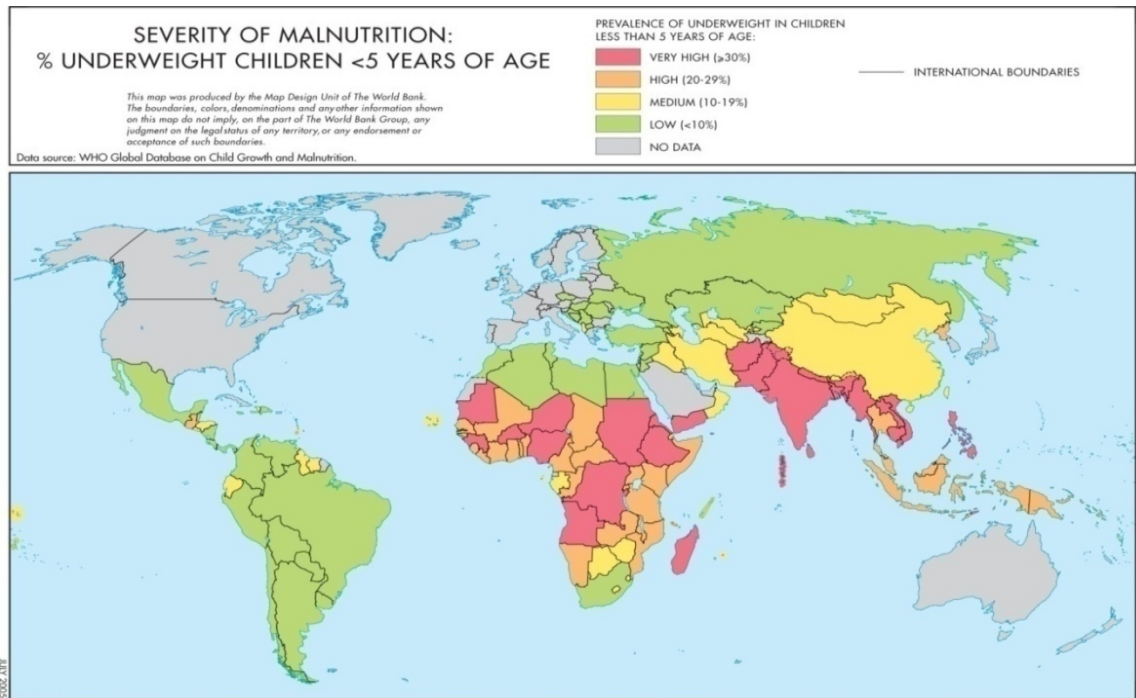 SEVERITY OF MALNUTRITION:
% UNDERWEIGHT CHILDREN <5 YEARS OF AGE
This map was produced by the Map Design Unit of The World Bank.
The boundaries, colors, denominations and any other information shown
on this map do not imply, on the part of The World Bank Group, any
judgment on the legal status of any territory, or any endorsement or
acceptance of such boundaries.
Data source: WHO Global Database on Child Growth and Malnutrition.
PREVALENCE OF UNDERWEIGHT IN CHILDREN
LESS THAN 5 YEARS OF AGE:
VERY HIGH (≥30%)
HIGH (20-29%)
MEDIUM (10-19%)
LOW (<10%)
NO DATA
INTERNATIONAL BOUNDARIES
JULY 2005